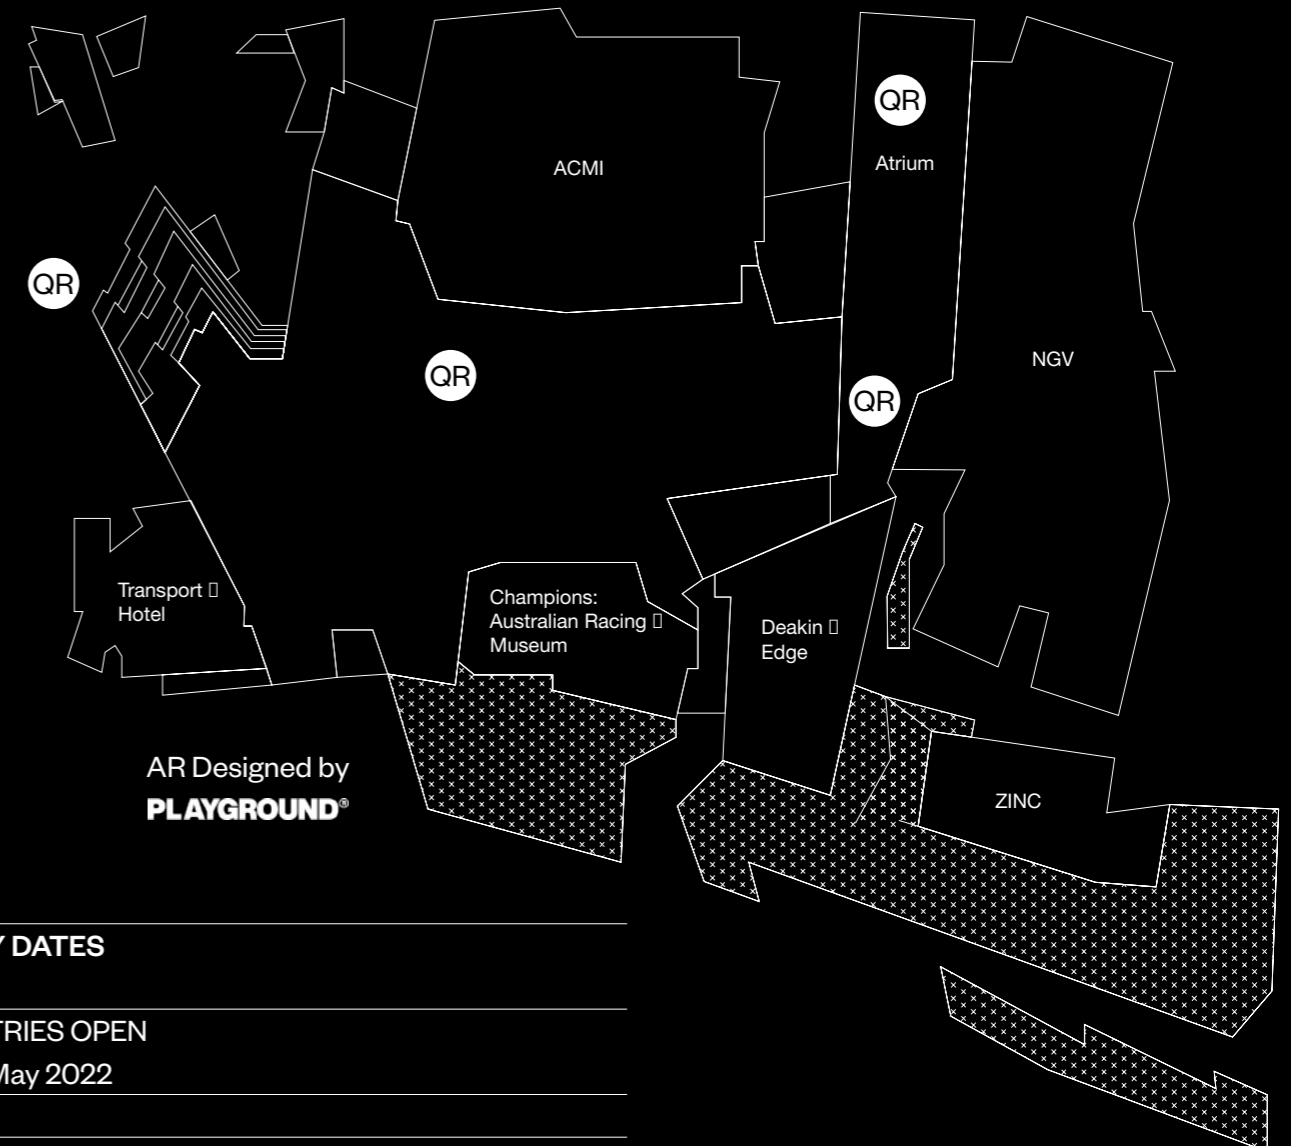 QR
Atrium
ACMI
QR
NGV
QR
QR
Transport
Hotel
Champions:
Australian Racing
Museum
Deakin
Edge
AR Designed by
PLAYGROUND®
ZINC
DATES
OPEN
May 2022